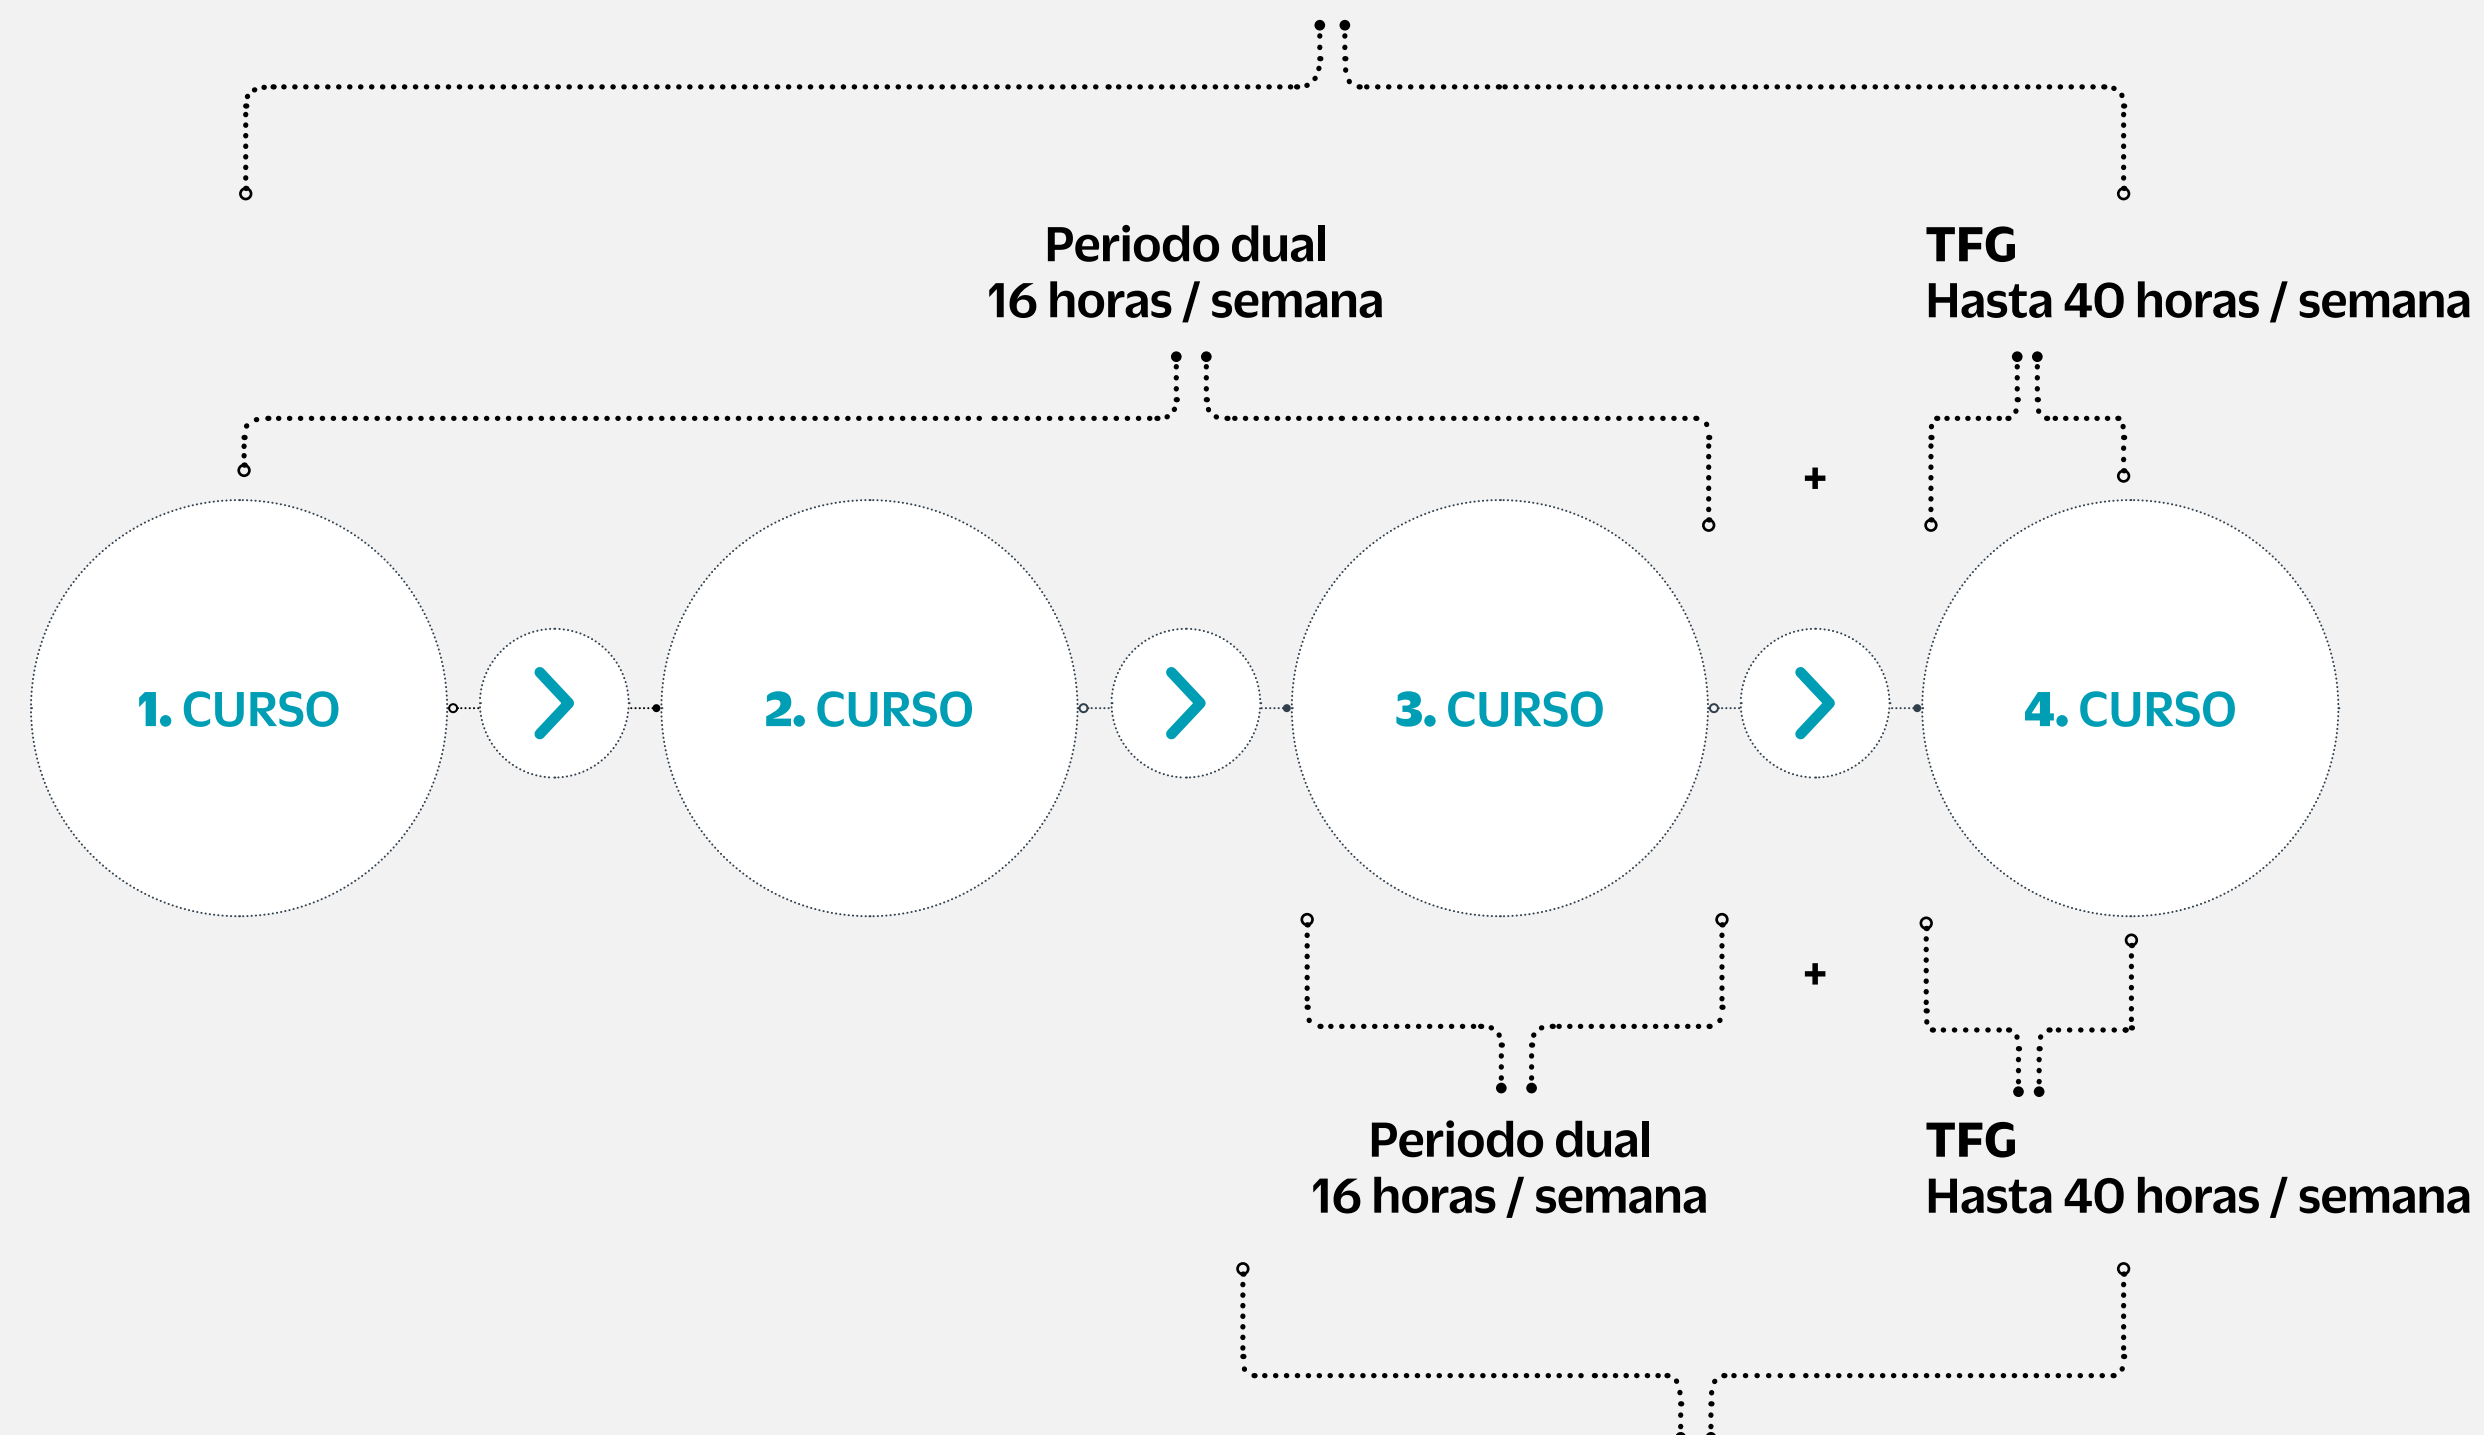 Periodo dual
16 horas / semana
TFG
Hasta 40 horas / semana
+
1. CURSO
2. CURSO
3. CURSO
4. CURSO
+
Periodo dual
16 horas / semana
TFG
Hasta 40 horas / semana